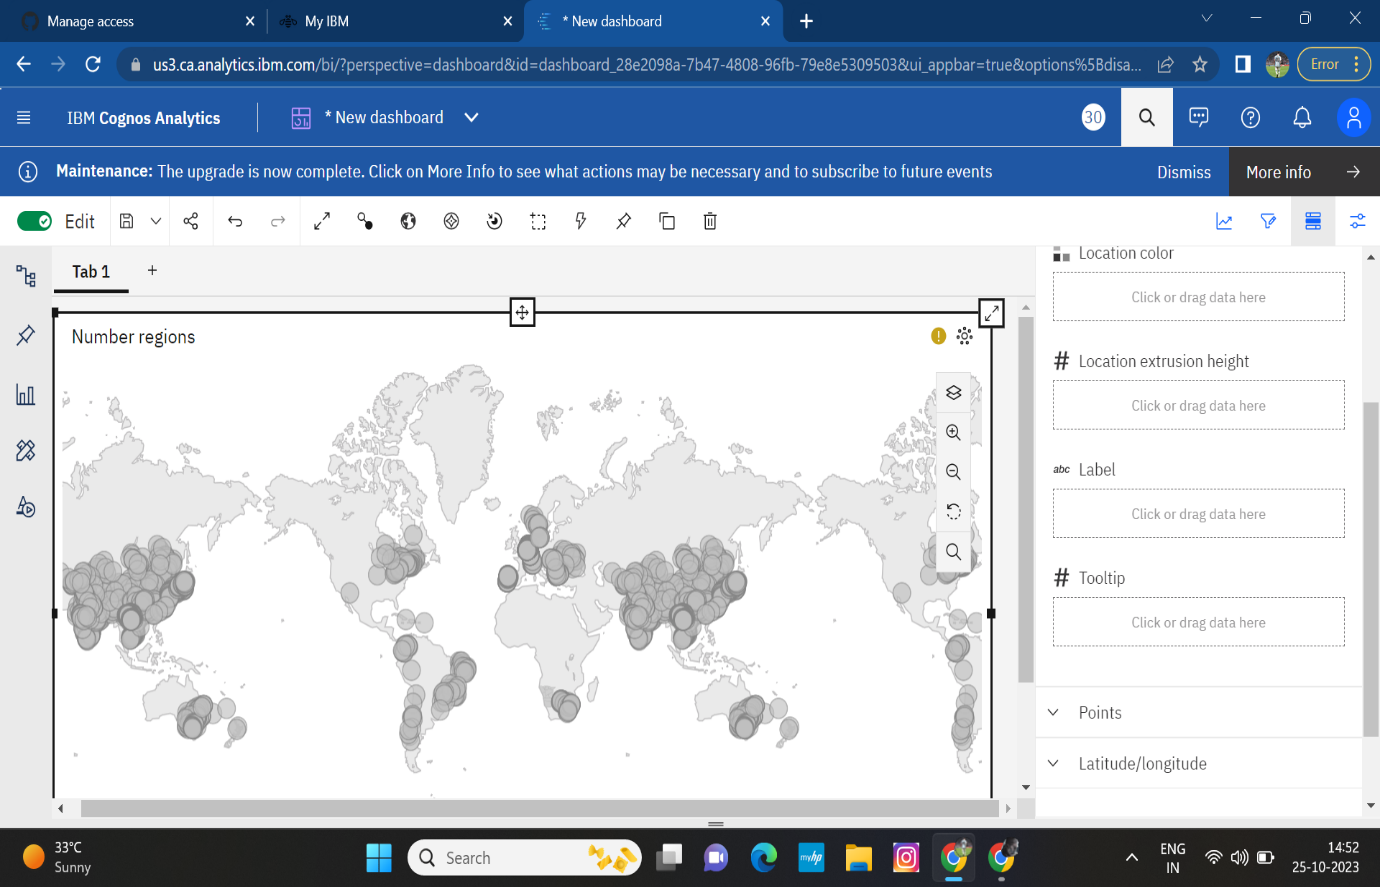 Manage access
My IBM
* New dashboard
us3.ca.analytics.ibm.com/bi/?perspective=dashboard&id=dashboard_28e2098a-7b47-4808-96fb-79e8e5309503&ui_appbar=true&options%5Bdisa...
Error
IBM Cognos Analytics
* New dashboard
30
Maintenance: The upgrade is now complete. Click on More Info to see what actions may be necessary and to subscribe to future events
Dismiss
More info
Edit
Tab 1
Number regions
Location color
Click or drag data here
# Location extrusion height
Click or drag data here
abc Label
Click or drag data here
# Tooltip
Click or drag data here
Points
Latitude/longitude
33°C
Sunny
Search
myhp
ENG
IN
14:52
25-10-2023